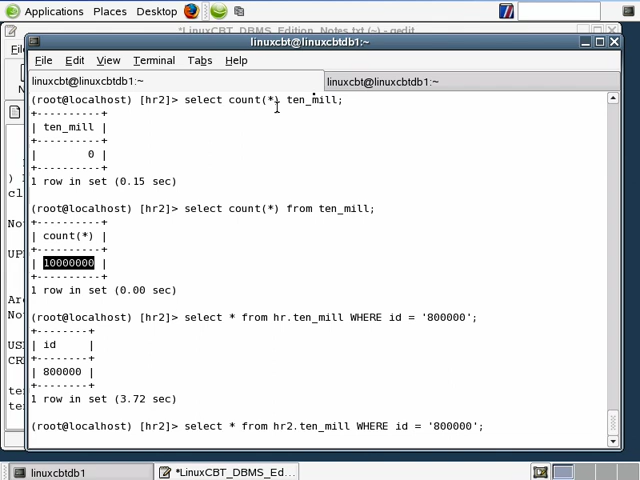 Applications Places Desktop
*LinuxCBT_DBMS_Edition_Notes.txt (~) - gedit
linuxcbt@linuxcbtdb1:~
File Edit View Terminal Tabs Help
linuxcbt@linuxcbtdb1:~ linuxcbt@linuxcbtdb1:~
(root@localhost) [hr2]> select count(*) ten_mill;
+----------+
| ten_mill |
+----------+
|        0 |
+----------+
1 row in set (0.15 sec)
(root@localhost) [hr2]> select count(*) from ten_mill;
+----------+
| count(*) |
+----------+
| 10000000 |
+----------+
1 row in set (0.00 sec)
(root@localhost) [hr2]> select * from hr.ten_mill WHERE id = '800000';
+--------+
| id     |
+--------+
| 800000 |
+--------+
1 row in set (3.72 sec)
(root@localhost) [hr2]> select * from hr2.ten_mill WHERE id = '800000';
linuxcbtdb1 *LinuxCBT_DBMS_Ed...